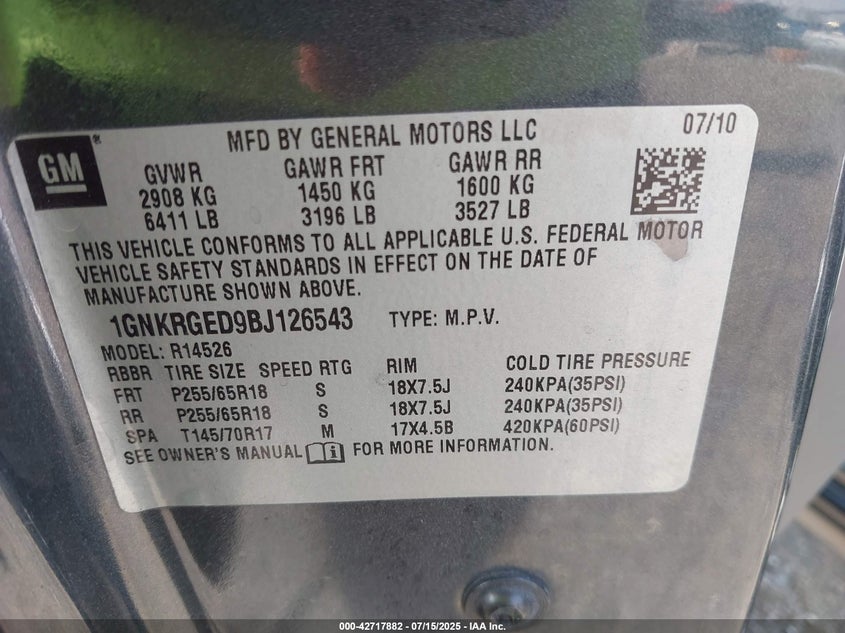 MFD BY GENERAL MOTORS LLC 07/10
GM®
GVWR GAWR FRT GAWR RR
2908 KG 1450 KG 1600 KG
6411 LB 3196 LB 3527 LB
THIS VEHICLE CONFORMS TO ALL APPLICABLE U.S. FEDERAL MOTOR
VEHICLE SAFETY STANDARDS IN EFFECT ON THE DATE OF
MANUFACTURE SHOWN ABOVE.
1GNKRGED9BJ126543 TYPE: M.P.V.
MODEL: R14526
RBBR TIRE SIZE SPEED RTG RIM COLD TIRE PRESSURE
FRT P255/65R18 S 18X7.5J 240KPA(35PSI)
RR P255/65R18 S 18X7.5J 240KPA(35PSI)
SPA T145/70R17 M 17X4.5B 420KPA(60PSI)
SEE OWNER'S MANUAL i FOR MORE INFORMATION.
000-42717882 / 07/15/2025 - IAA Inc.